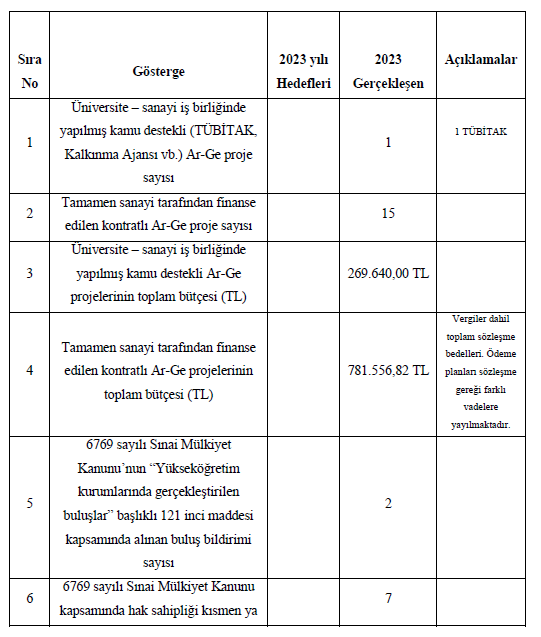 Sıra
No
Gösterge
2023 yılı
Hedefleri
2023
Gerçekleşen
Açıklamalar
1
Üniversite – sanayi iş birliğinde
yapılmış kamu destekli (TÜBİTAK,
Kalkınma Ajansı vb.) Ar-Ge proje
sayısı
1
1 TÜBİTAK
2
Tamamen sanayi tarafından finanse
edilen kontratlı Ar-Ge proje sayısı
15
3
Üniversite – sanayi iş birliğinde
yapılmış kamu destekli Ar-Ge
projelerinin toplam bütçesi (TL)
269.640,00 TL
4
Tamamen sanayi tarafından finanse
edilen kontratlı Ar-Ge projelerinin
toplam bütçesi (TL)
781.556,82 TL
Vergiler dahil
toplam sözleşme
bedelleri. Ödeme
planları sözleşme
gereği farklı
vadelere
yayılmaktadır.
5
6769 sayılı Sınai Mülkiyet
Kanunu’nun “Yükseköğretim
kurumlarında gerçekleştirilen
buluşlar” başlıklı 121 inci maddesi
kapsamında alınan buluş bildirimi
sayısı
2
6
6769 sayılı Sınai Mülkiyet Kanunu
kapsamında hak sahipliği kısmen ya
7